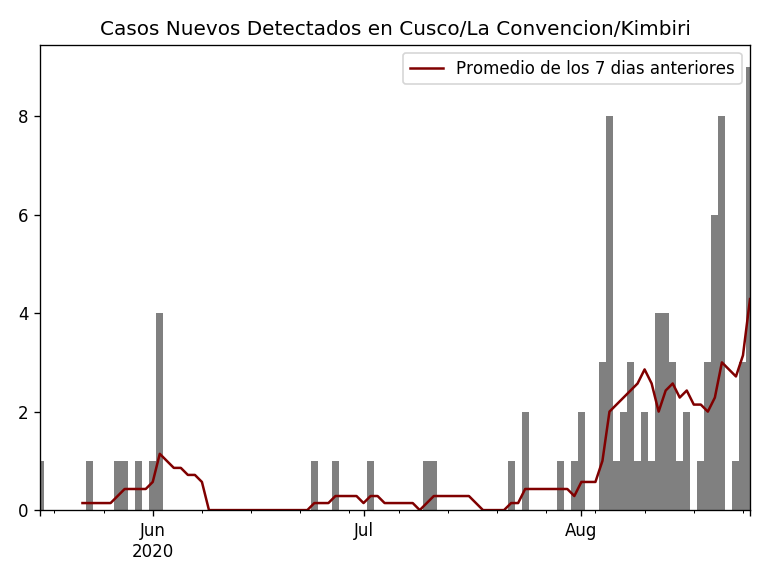 Casos Nuevos Detectados en Cusco/La Convencion/Kimbiri
Promedio de los 7 dias anteriores
8
6
4
2
0
Jun
2020
Jul
Aug